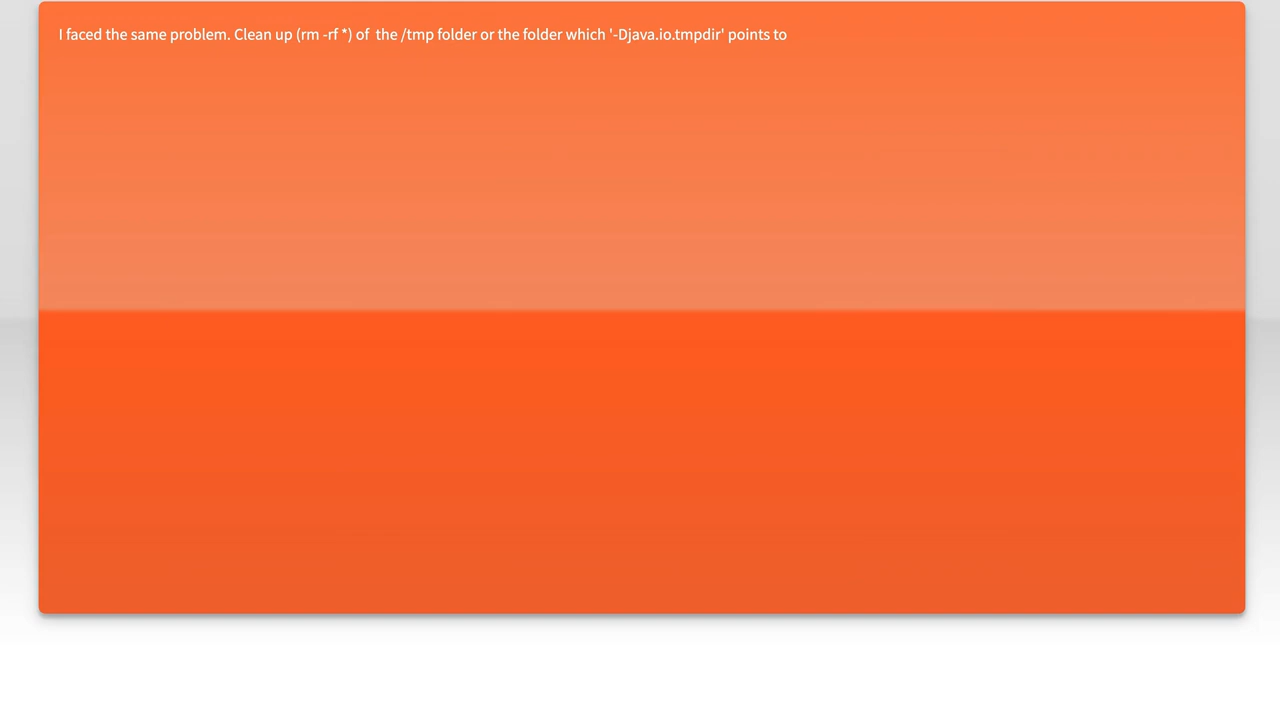 I faced the same problem. Clean up (rm -rf *) of  the /tmp folder or the folder which '-Djava.io.tmpdir' points to